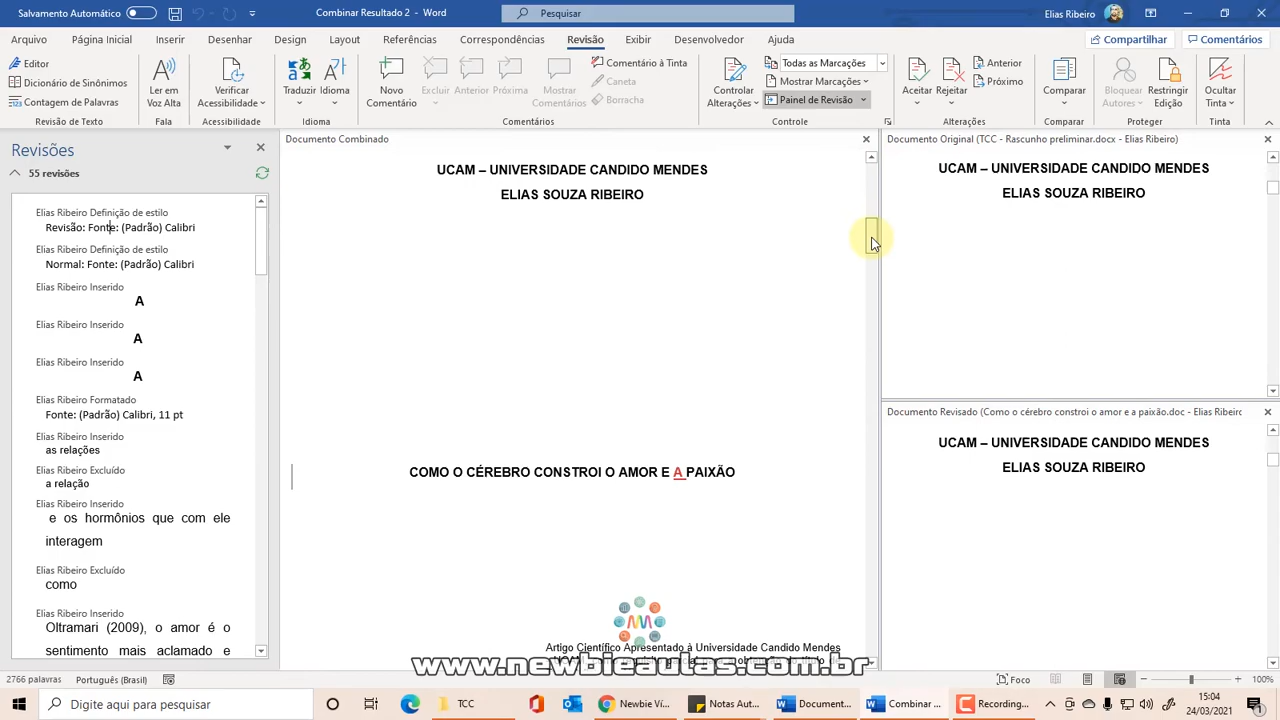 Salvamento Automático
Combinar Resultado 2 - Word
Pesquisar
Elias Ribeiro
Arquivo
Página Inicial
Inserir
Desenhar
Design
Layout
Referências
Correspondências
Revisão
Exibir
Desenvolvedor
Ajuda
Compartilhar
Comentários
Editor
Dicionário de Sinônimos
Contagem de Palavras
Revisão de Texto
Ler em
Voz Alta
Fala
Verificar
Acessibilidade
Acessibilidade
Traduzir
Idioma
Idioma
Novo
Comentário
Excluir
Anterior
Próxima
Mostrar
Comentários
Comentário à Tinta
Caneta
Borracha
Comentários
Controlar
Alterações
Todas as Marcações
Mostrar Marcações
Painel de Revisão
Controle
Aceitar
Rejeitar
Anterior
Próximo
Alterações
Comparar
Comparar
Bloquear
Autores
Restringir
Edição
Proteger
Ocultar
Tinta
Tinta
Revisões
55 revisões
Elias Ribeiro Definição de estilo
Revisão: Fonte: (Padrão) Calibri
Elias Ribeiro Definição de estilo
Normal: Fonte: (Padrão) Calibri
Elias Ribeiro Inserido
A
Elias Ribeiro Inserido
A
Elias Ribeiro Inserido
A
Elias Ribeiro Formatado
Fonte: (Padrão) Calibri, 11 pt
Elias Ribeiro Inserido
as relações
Elias Ribeiro Excluído
a relação
Elias Ribeiro Inserido
e os hormônios que com ele
interagem
Elias Ribeiro Excluído
como
Elias Ribeiro Inserido
Oltramari (2009), o amor é o
sentimento mais aclamado e
Documento Combinado
UCAM – UNIVERSIDADE CANDIDO MENDES
ELIAS SOUZA RIBEIRO
COMO O CÉREBRO CONSTROI O AMOR E A PAIXÃO
Artigo Científico Apresentado à Universidade Candido Mendes
www.newbieaulas.com.br
Documento Original (TCC - Rascunho preliminar.docx - Elias Ribeiro)
UCAM – UNIVERSIDADE CANDIDO MENDES
ELIAS SOUZA RIBEIRO
Documento Revisado (Como o cérebro constroi o amor e a paixão.doc - Elias Ribeiro
UCAM – UNIVERSIDADE CANDIDO MENDES
ELIAS SOUZA RIBEIRO
2766 palavras
Português (Brasil)
Foco
100%
Digite aqui para pesquisar
TCC
Newbie Ví...
Notas Aut...
Document...
Combinar ...
Recording...
15:04
24/03/2021